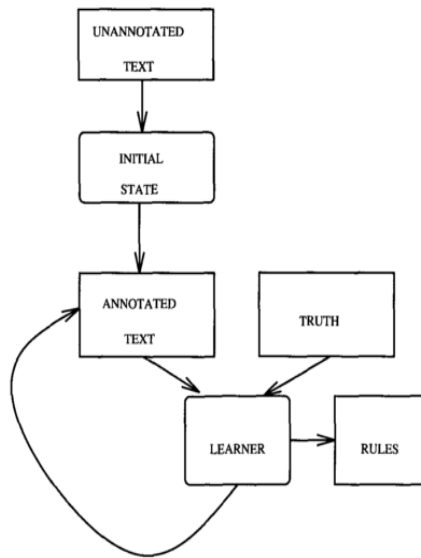 UNANNOTATED
TEXT
INITIAL
STATE
ANNOTATED
TEXT
TRUTH
LEARNER
RULES